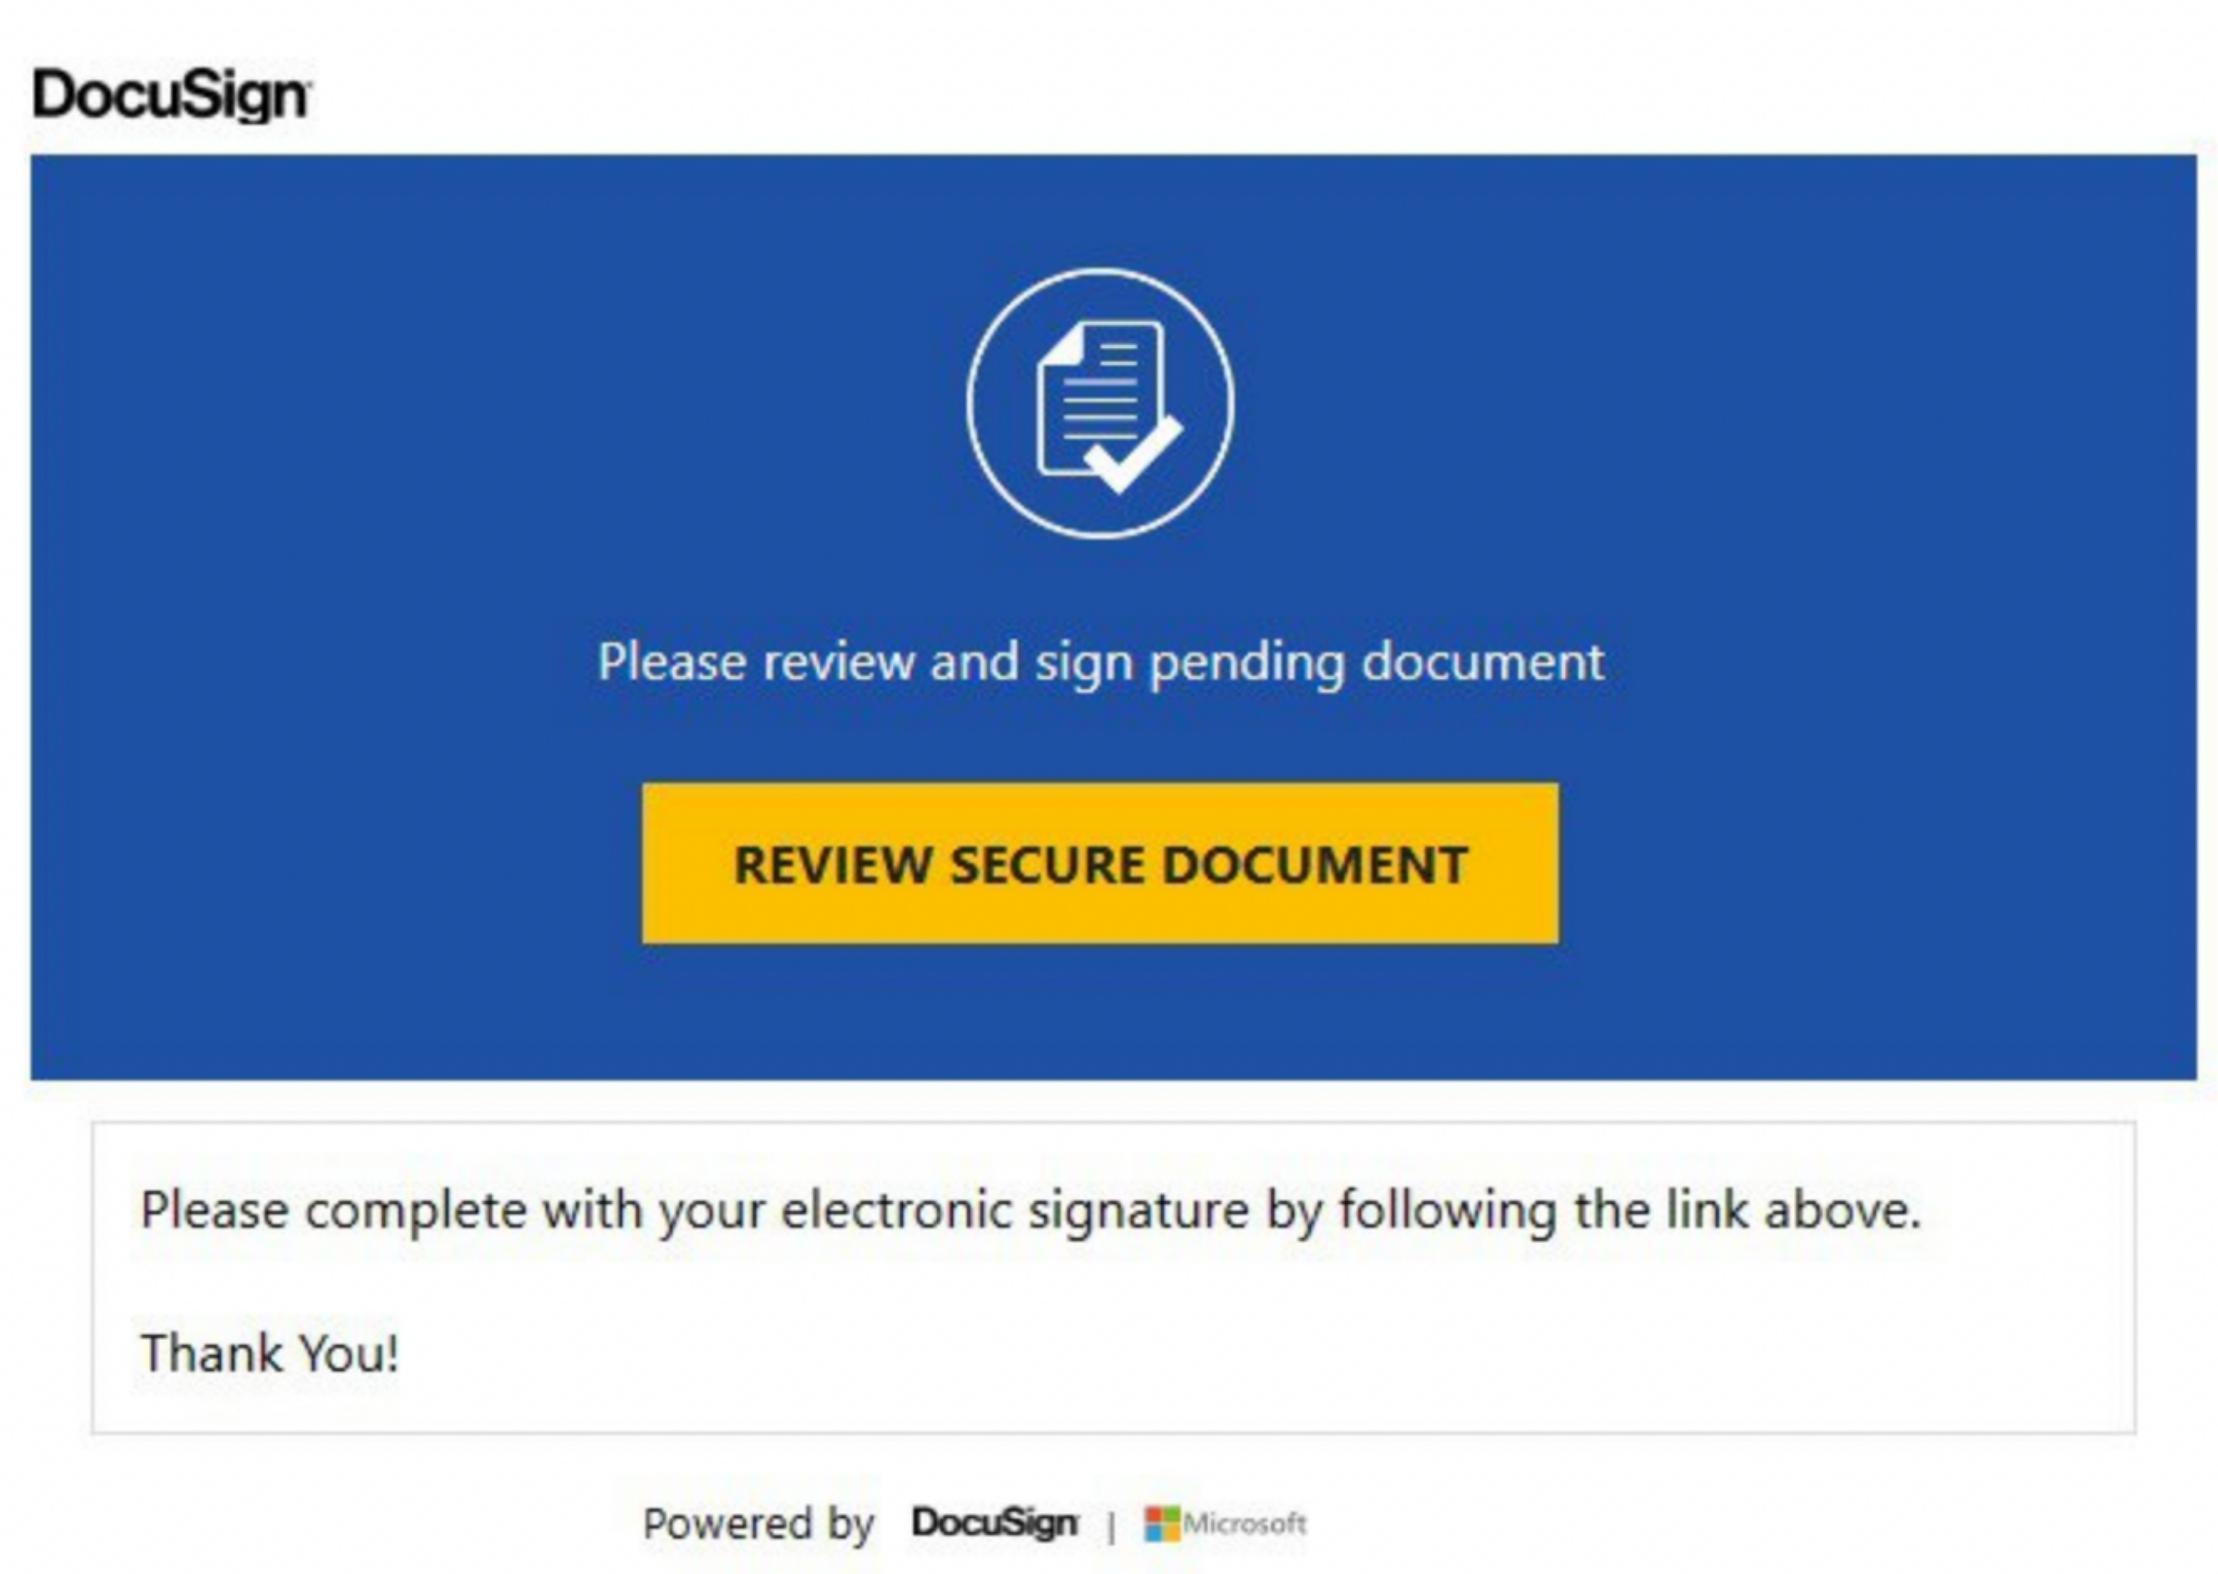 DocuSign
Please review and sign pending document
REVIEW SECURE DOCUMENT
Please complete with your electronic signature by following the link above.
Thank You!
Powered by DocuSign | Microsoft